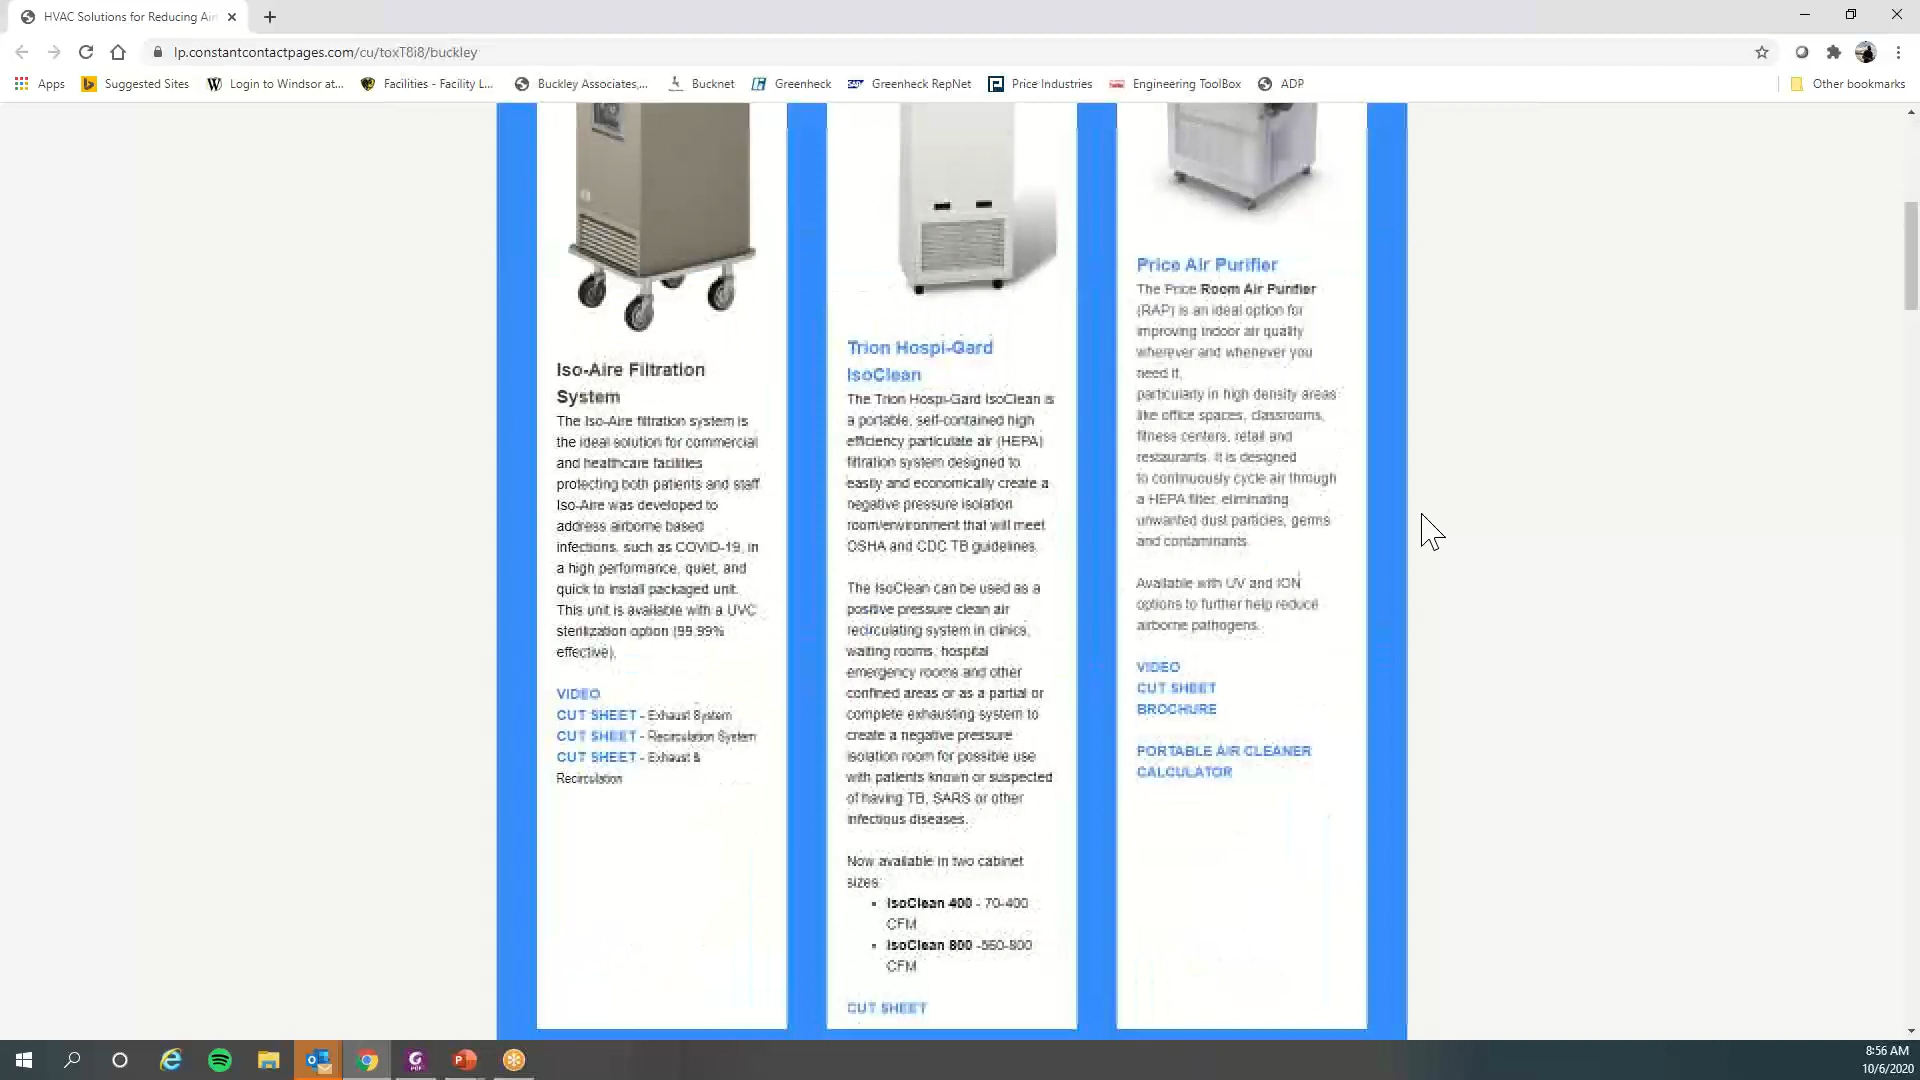 HVAC Solutions for Reducing Air
lp.constantcontactpages.com/cu/toxT8i8/buckley
Apps
Suggested Sites
Login to Windsor at...
Facilities - Facility L...
Buckley Associates,...
Bucknet
Greenheck
Greenheck RepNet
Price Industries
Engineering ToolBox
ADP
Other bookmarks
Iso-Aire Filtration
System
The Iso-Aire filtration system is
the ideal solution for commercial
and healthcare facilities
protecting both patients and staff
Iso-Aire was developed to
address airborne based
infections, such as COVID-19, in
a high performance, quiet, and
quick to install packaged unit.
This unit is available with a UVC
sterilization option (99.99%
effective).
VIDEO
CUT SHEET - Exhaust System
CUT SHEET - Recirculation System
CUT SHEET - Exhaust &
Recirculation
Trion Hospi-Gard
IsoClean
The Trion Hospi-Gard IsoClean is
a portable, self-contained high
efficiency particulate air (HEPA)
filtration system designed to
easily and economically create a
negative pressure isolation
room/environment that will meet
OSHA and CDC TB guidelines.
The IsoClean can be used as a
positive pressure clean air
recirculating system in clinics,
waiting rooms, hospital
emergency rooms and other
confined areas or as a partial or
complete exhausting system to
create a negative pressure
isolation room for possible use
with patients known or suspected
of having TB, SARS or other
infectious diseases.
Now available in two cabinet
sizes:
• IsoClean 400 - 70-400
CFM
• IsoClean 800 -560-800
CFM
CUT SHEET
Price Air Purifier
The Price Room Air Purifier
(RAP) is an ideal option for
improving indoor air quality
wherever and whenever you
need it,
particularly in high density areas
like office spaces, classrooms,
fitness centers, retail and
restaurants. It is designed
to continuously cycle air through
a HEPA filter, eliminating
unwanted dust particles, germs
and contaminants.
Available with UV and ION
options to further help reduce
airborne pathogens.
VIDEO
CUT SHEET
BROCHURE
PORTABLE AIR CLEANER
CALCULATOR
8:56 AM
10/6/2020